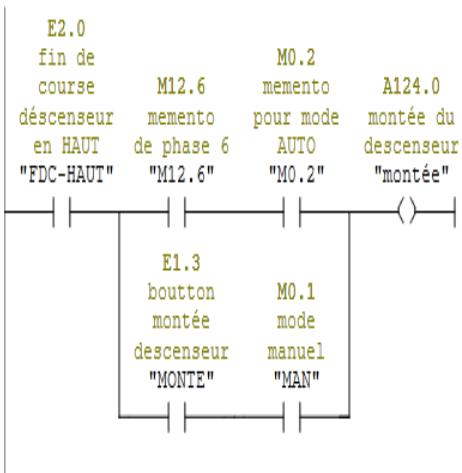 E2.0
fin de
course
déscenseur
en HAUT
"FDC-HAUT"
M12.6
memento
de phase 6
"M12.6"
M0.2
memento
pour mode
AUTO
"M0.2"
A124.0
montée du
descenseur
"montée"
E1.3
boutton
montée
descenseur
"MONTE"
M0.1
mode
manuel
"MAN"